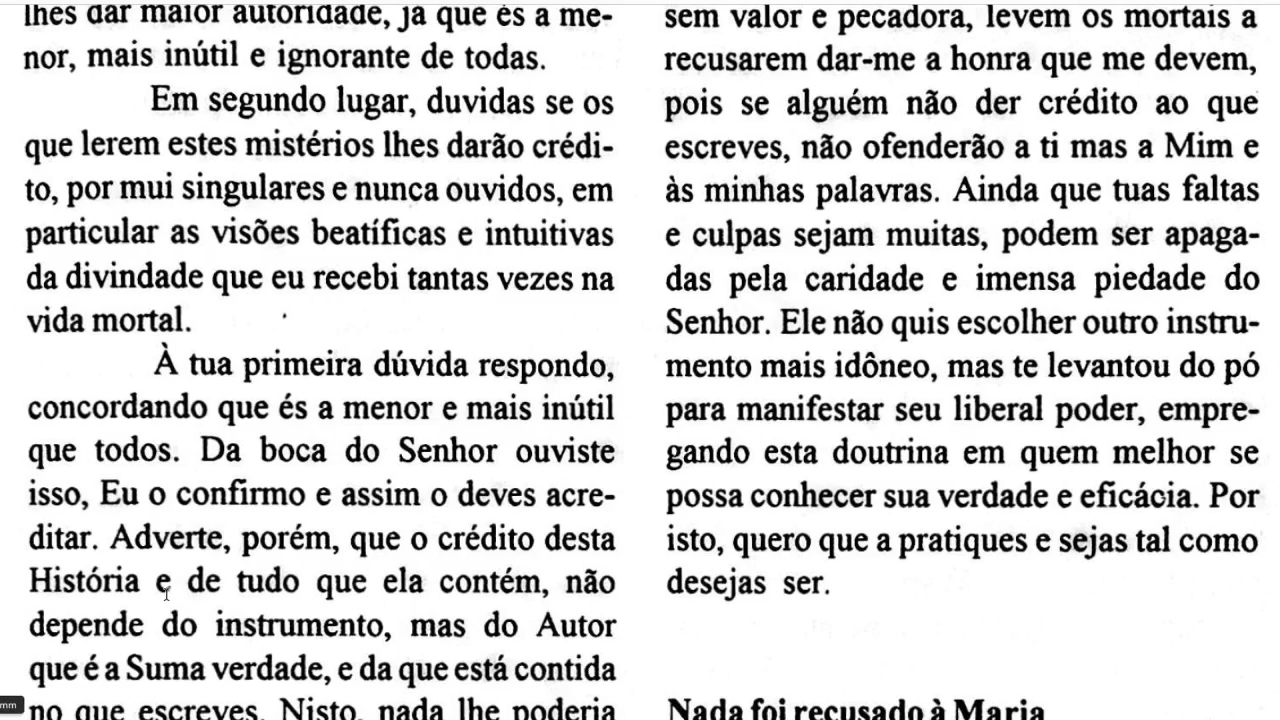 lhes dar maior autoridade, já que és a me-
nor, mais inútil e ignorante de todas.
Em segundo lugar, duvidas se os
que lerem estes mistérios lhes darão crédi-
to, por mui singulares e nunca ouvidos, em
particular as visões beatíficas e intuitivas
da divindade que eu recebi tantas vezes na
vida mortal.
À tua primeira dúvida respondo,
concordando que és a menor e mais inútil
que todos. Da boca do Senhor ouviste
isso, Eu o confirmo e assim o deves acre-
ditar. Adverte, porém, que o crédito desta
História e de tudo que ela contém, não
depende do instrumento, mas do Autor
que é a Suma verdade, e da que está contida
no que escreves. Nisto, nada lhe poderia
sem valor e pecadora, levem os mortais a
recusarem dar-me a honra que me devem,
pois se alguém não der crédito ao que
escreves, não ofenderão a ti mas a Mim e
às minhas palavras. Ainda que tuas faltas
e culpas sejam muitas, podem ser apaga-
das pela caridade e imensa piedade do
Senhor. Ele não quis escolher outro instru-
mento mais idôneo, mas te levantou do pó
para manifestar seu liberal poder, empre-
gando esta doutrina em quem melhor se
possa conhecer sua verdade e eficácia. Por
isto, quero que a pratiques e sejas tal como
desejas ser.
Nada foi recusado à Maria
mm